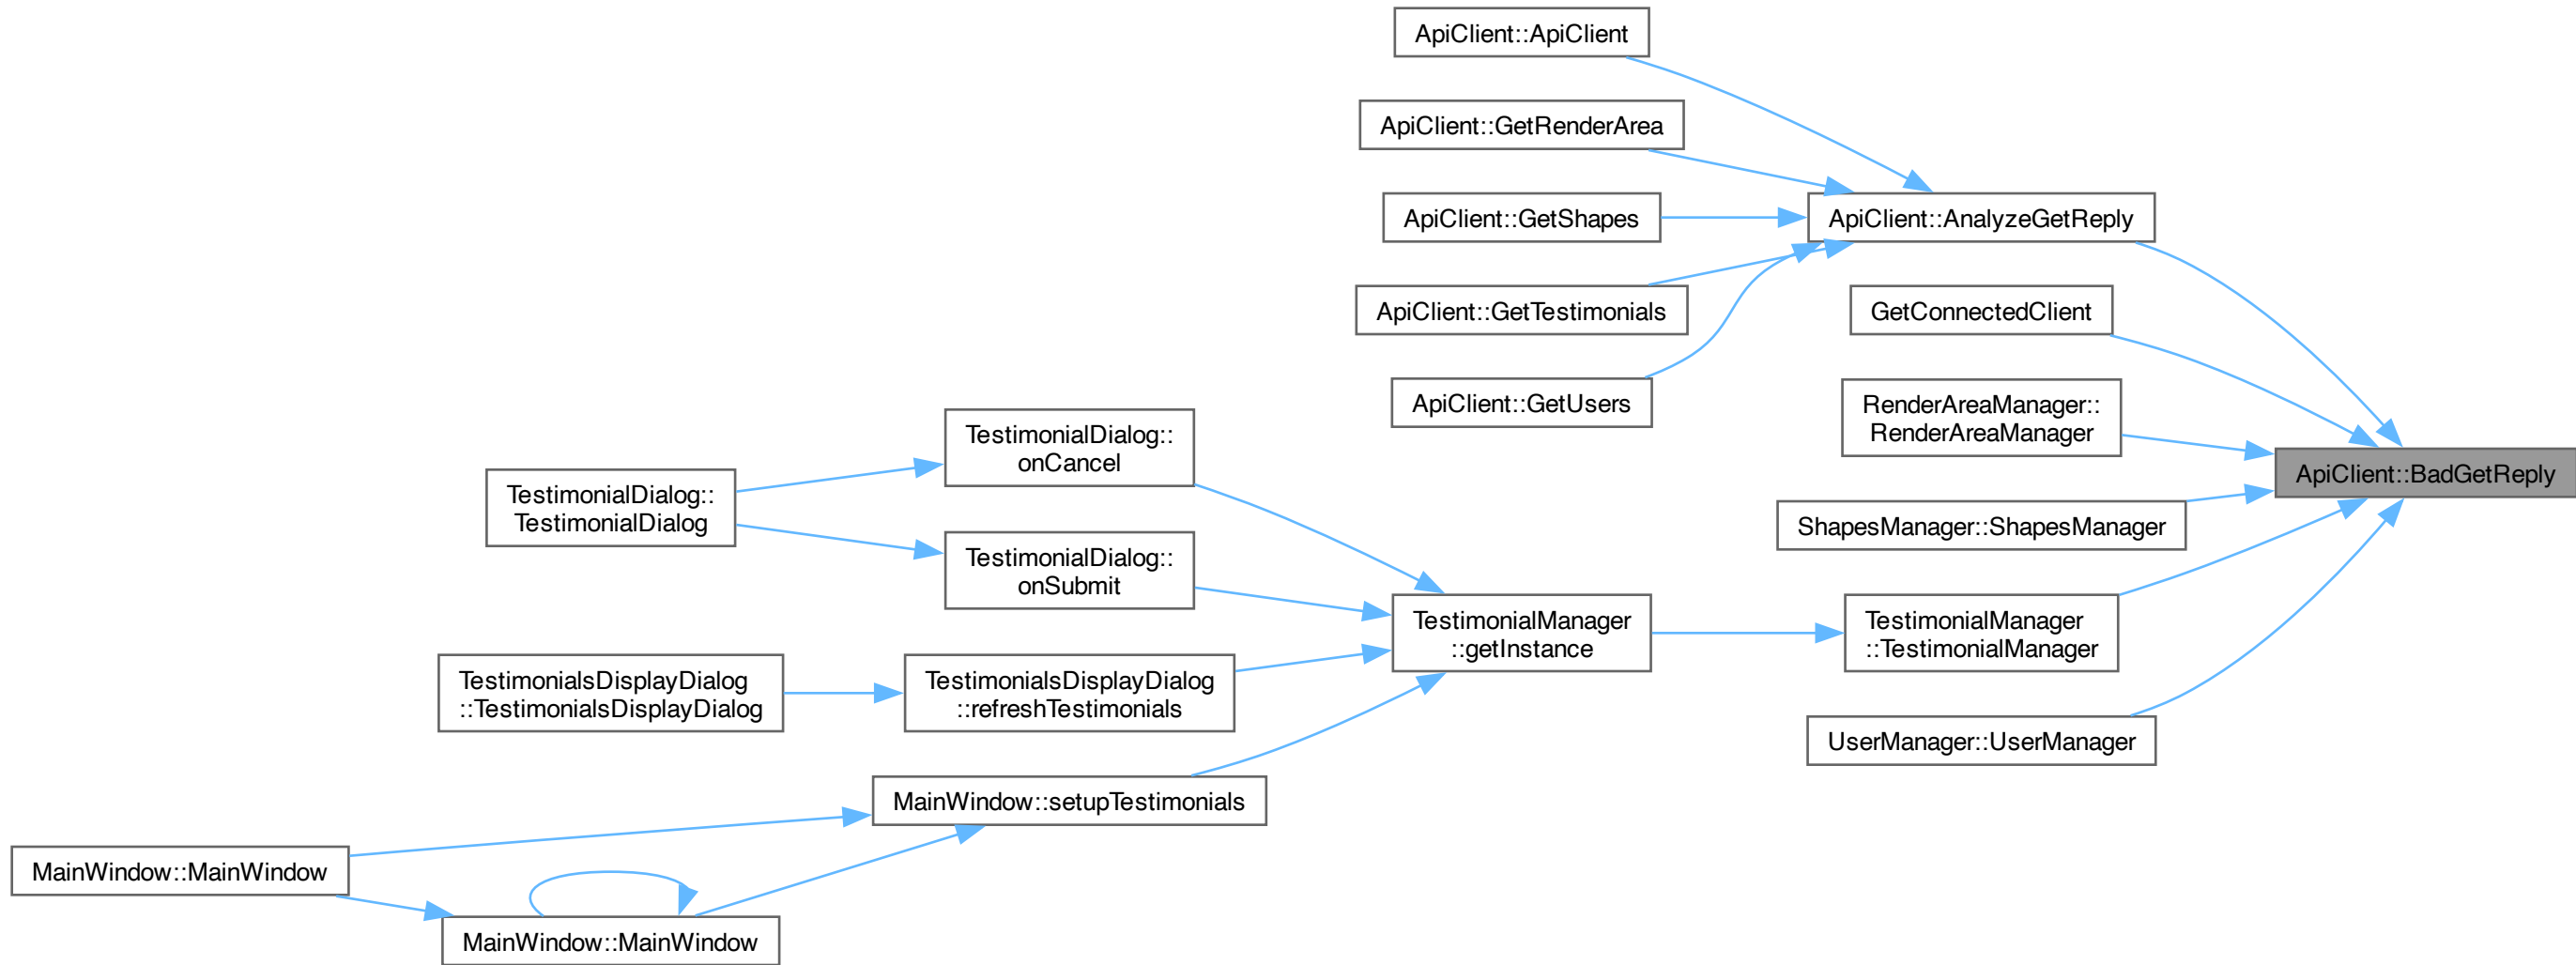 ApiClient::ApiClient
ApiClient::GetRenderArea
ApiClient::GetShapes
ApiClient::AnalyzeGetReply
ApiClient::GetTestimonials
GetConnectedClient
ApiClient::GetUsers
RenderAreaManager::
RenderAreaManager
TestimonialDialog::
onCancel
ApiClient::BadGetReply
TestimonialDialog::
TestimonialDialog
ShapesManager::ShapesManager
TestimonialDialog::
onSubmit
TestimonialManager
::getInstance
TestimonialManager
::TestimonialManager
TestimonialsDisplayDialog
::TestimonialsDisplayDialog
TestimonialsDisplayDialog
::refreshTestimonials
UserManager::UserManager
MainWindow::setupTestimonials
MainWindow::MainWindow
MainWindow::MainWindow